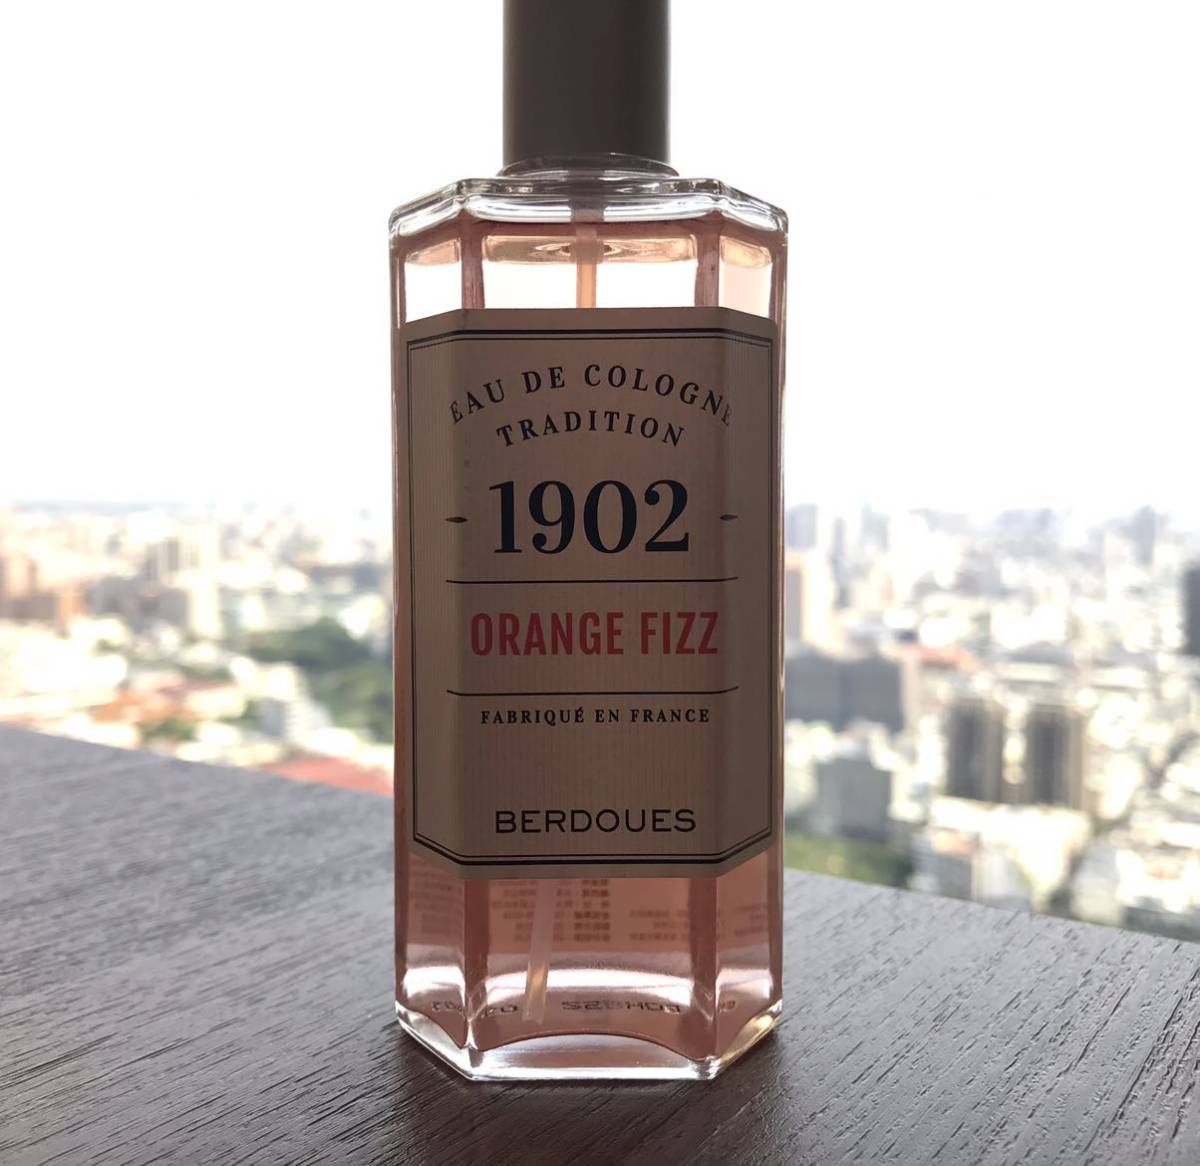 EAU DE COLOGNE
TRADITION
1902
ORANGE FIZZ
FABRIQUÉ EN FRANCE
BERDOUES